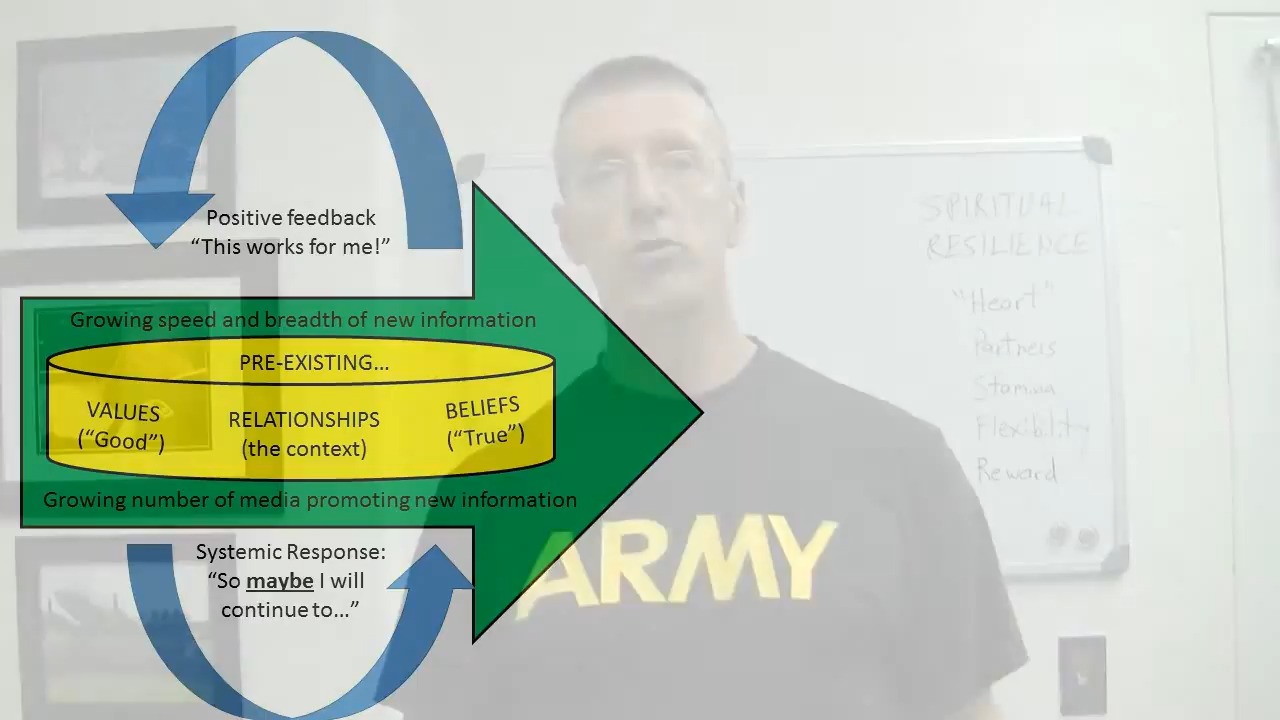 Positive feedback
“This works for me!”
Growing speed and breadth of new information
PRE-EXISTING...
VALUES
(“Good”)
RELATIONSHIPS
(the context)
BELIEFS
(“True”)
Growing number of media promoting new information
Systemic Response:
“So maybe I will
continue to...”
ARMY
SPIRITUAL
RESILIENCE
“Heart”
Partners
Stamina
Flexibility
Reward